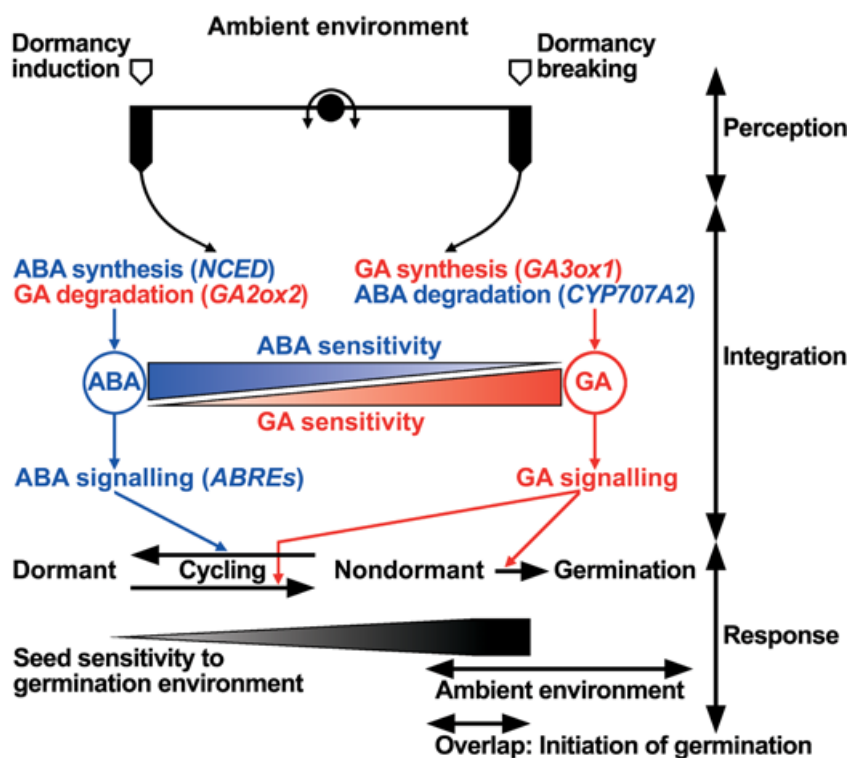 Ambient environment
Dormancy
induction
Dormancy
breaking
Perception
ABA synthesis (NCED)
GA degradation (GA2ox2)
GA synthesis (GA3ox1)
ABA degradation (CYP707A2)
Integration
ABA sensitivity
ABA
GA
GA sensitivity
ABA signalling (ABREs)
GA signalling
Dormant
Cycling
Nondormant
Germination
Response
Seed sensitivity to
germination environment
Ambient environment
Overlap: Initiation of germination